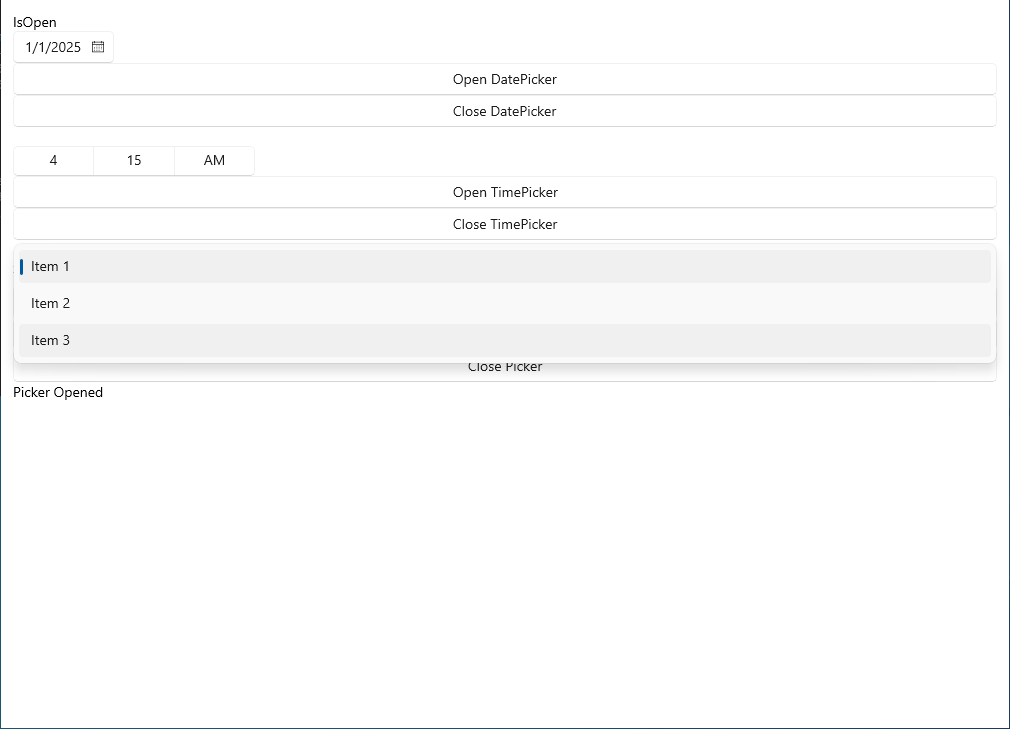 IsOpen
1/1/2025
Open DatePicker
Close DatePicker
4 15 AM
Open TimePicker
Close TimePicker
Item 1
Item 2
Item 3
Close Picker
Picker Opened